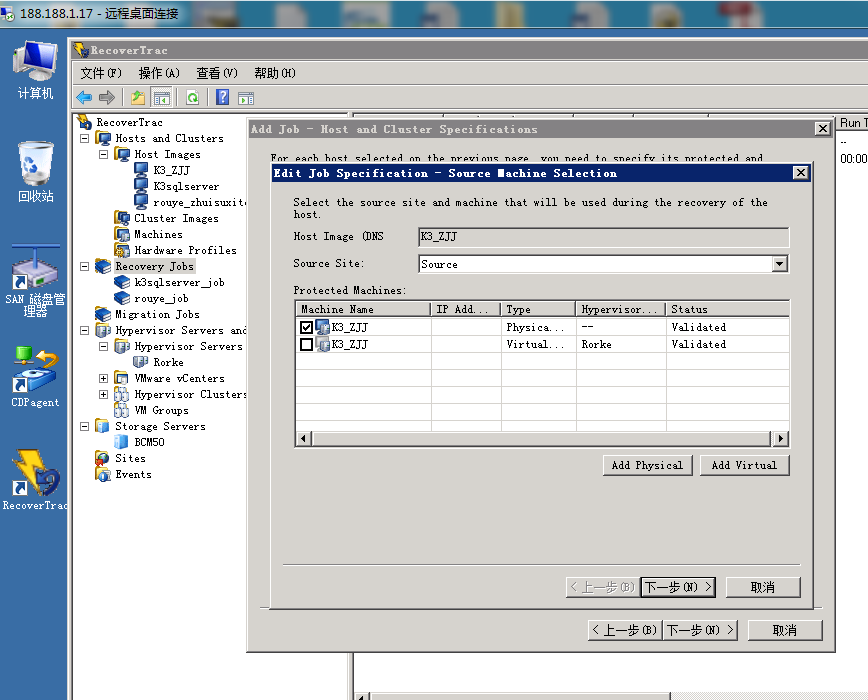 188.188.1.17 - 远程桌面连接
计算机
回收站
SAN 磁盘管
理器
CDPagent
RecoverTrac
RecoverTrac
文件(F) 操作(A) 查看(V) 帮助(H)
RecoverTrac
Hosts and Clusters
Host Images
K3_ZJJ
K3sqlserver
rouye_zhuisuxite
Cluster Images
Machines
Hardware Profiles
Recovery Jobs
k3sqlserver_job
rouye_job
Migration Jobs
Hypervisor Servers and
Hypervisor Servers
Rorke
VMware vCenters
Hypervisor Clusters
VM Groups
Storage Servers
BCM50
Sites
Events
Run T
--
00:00
Add Job - Host and Cluster Specifications
For each host selected on the previous page, you need to specify its protected and
Edit Job Specification - Source Machine Selection
Select the source site and machine that will be used during the recovery of the
host.
Host Image (DNS K3_ZJJ
Source Site: Source
Protected Machines:
Machine Name IP Add... Type Hypervisor... Status
K3_ZJJ Physica... -- Validated
K3_ZJJ Virtual... Rorke Validated
Add Physical Add Virtual
< 上一步(B) 下一步(N) > 取消
< 上一步(B) 下一步(N) > 取消